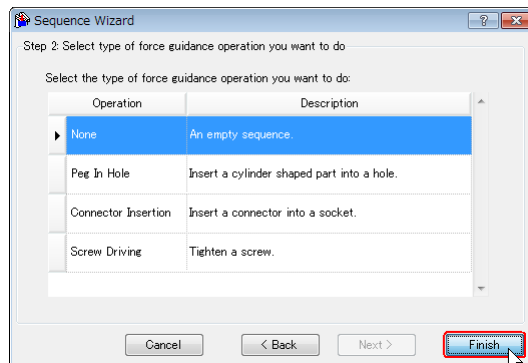 Sequence Wizard
Step 2: Select type of force guidance operation you want to do
Select the type of force guidance operation you want to do:
Operation Description
None An empty sequence.
Peg In Hole Insert a cylinder shaped part into a hole.
Connector Insertion Insert a connector into a socket.
Screw Driving Tighten a screw.
Cancel < Back Next > Finish